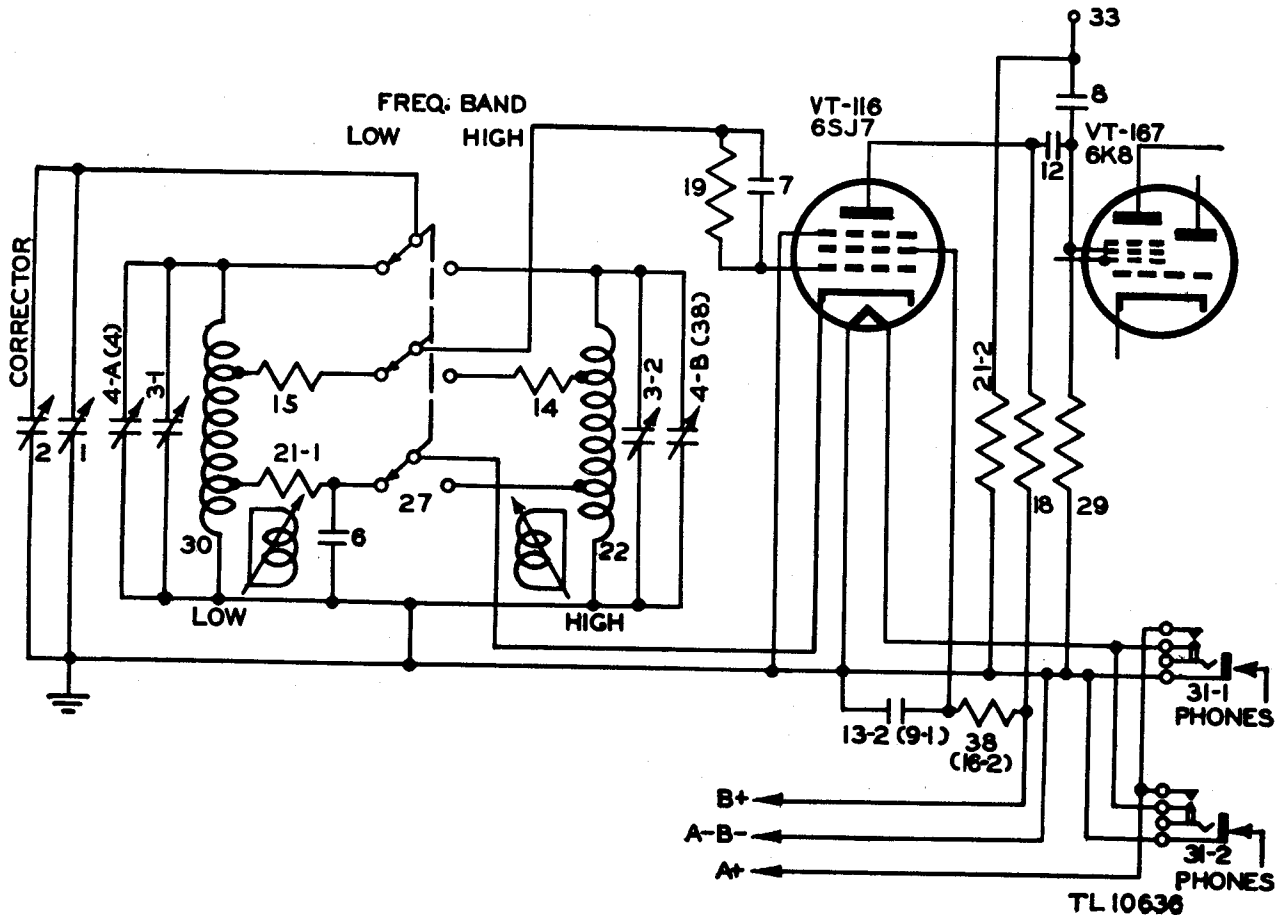 33
FREQ. BAND
LOW HIGH
VT-116
6SJ7
8
VT-167
6K8
12
19
7
CORRECTOR
4-A(4)
3-1
15
14
3-2
4-B (38)
21-2
2
1
21-1
27
18
29
30
6
22
LOW
HIGH
31-1
PHONES
13-2 (9-1)
38
(16-2)
B+
A-B-
A+
31-2
PHONES
TL10636